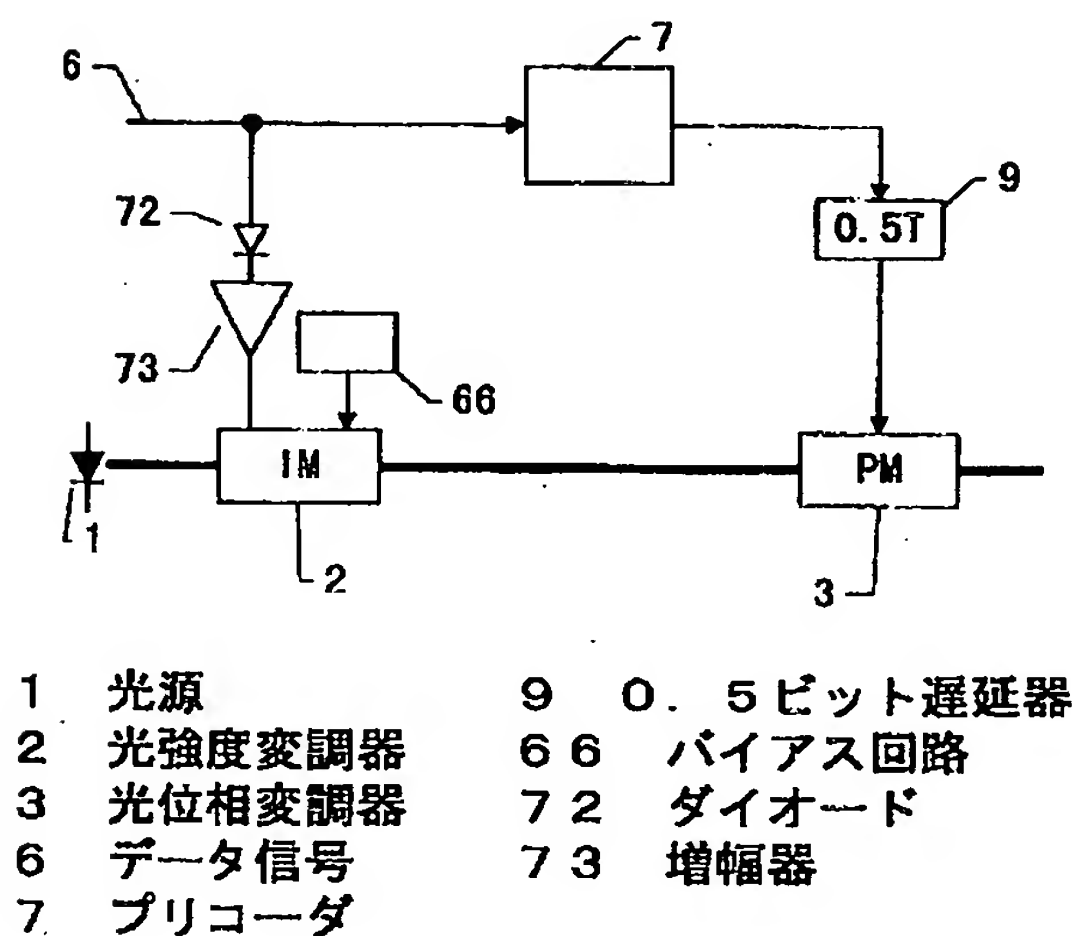 6
7
72
9
0.5T
73
66
IM
PM
1
2
3
1 光源
9 0.5ビット遅延器
2 光強度変調器
66 バイアス回路
3 光位相変調器
72 ダイオード
6 データ信号
73 増幅器
7 プリコーダ